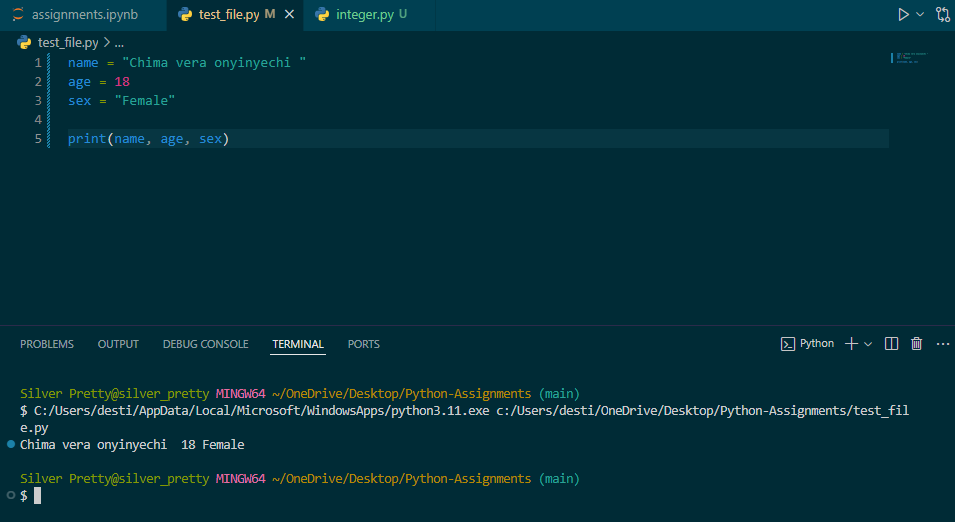 assignments.ipynb test_file.py M integer.py U
test_file.py > ...
1 name = "Chima vera onyinyechi "
2 age = 18
3 sex = "Female"
4
5 print(name, age, sex)
PROBLEMS OUTPUT DEBUG CONSOLE TERMINAL PORTS Python
Silver Pretty@silver_pretty MINGW64 ~/OneDrive/Desktop/Python-Assignments (main)
$ C:/Users/desti/AppData/Local/Microsoft/WindowsApps/python3.11.exe c:/Users/desti/OneDrive/Desktop/Python-Assignments/test_fil
e.py
Chima vera onyinyechi  18 Female
Silver Pretty@silver_pretty MINGW64 ~/OneDrive/Desktop/Python-Assignments (main)
$